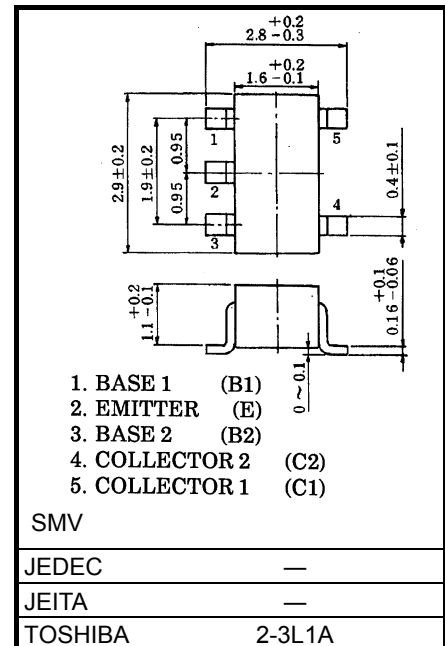 +0.2
2.8 −0.3
+0.2
1.6 −0.1
2.9±0.2
1.9±0.2
0.95
0.95
1
2
3
5
4
0.4±0.1
+0.2
1.1 −0.1
+0.1
0.16 −0.06
0 ~ 0.1
1. BASE 1 (B1)
2. EMITTER (E)
3. BASE 2 (B2)
4. COLLECTOR 2 (C2)
5. COLLECTOR 1 (C1)
SMV
JEDEC —
JEITA —
TOSHIBA 2-3L1A